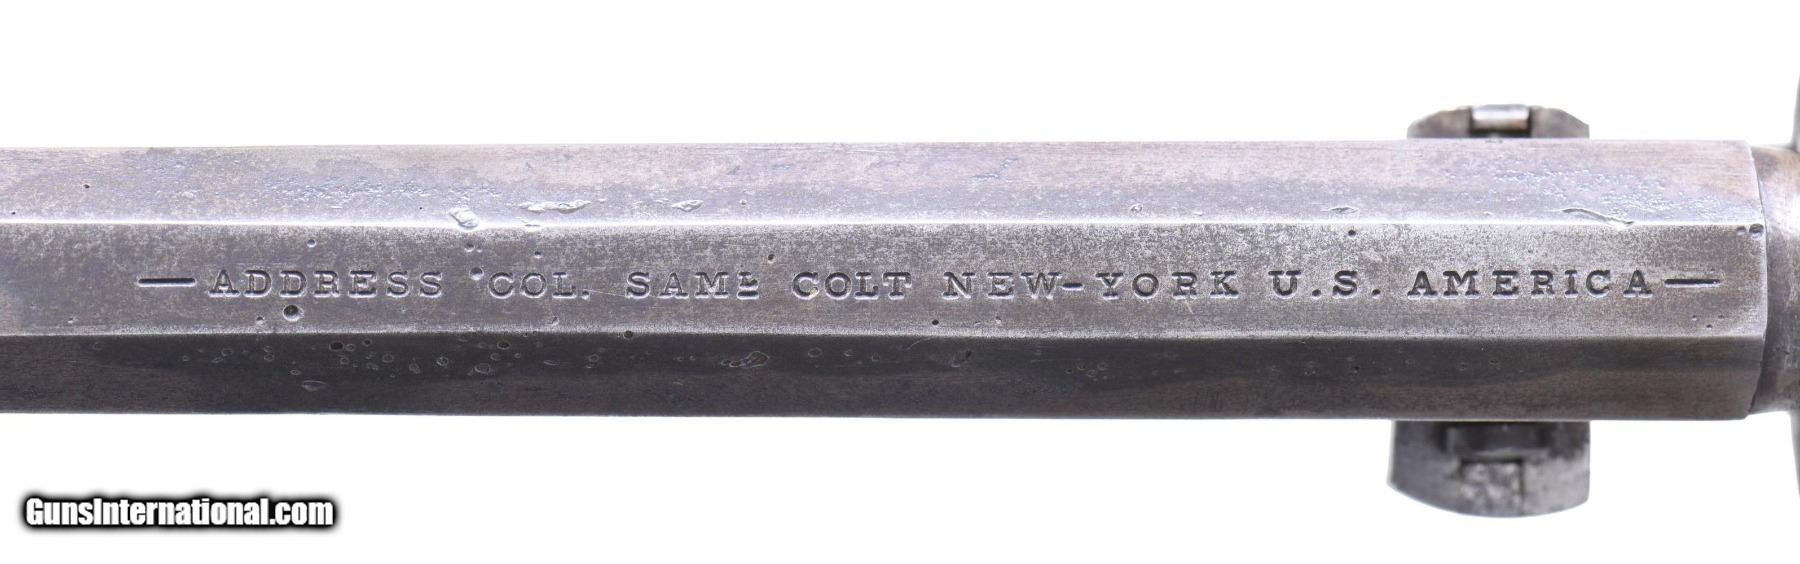 —ADDRESS COL. SAMᴸ COLT NEW-YORK U.S. AMERICA—
GunsInternational.com